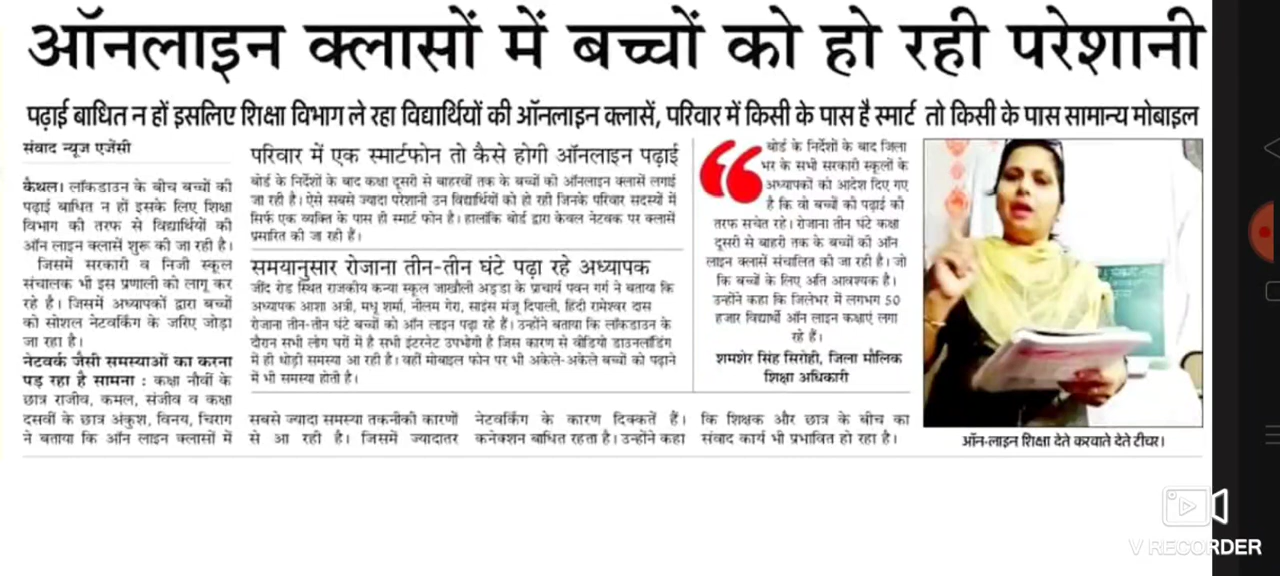 ऑनलाइन क्लासों में बच्चों को हो रही परेशानी
पढ़ाई बाधित न हों इसलिए शिक्षा विभाग ले रहा विद्यार्थियों की ऑनलाइन क्लासें, परिवार में किसी के पास है स्मार्ट तो किसी के पास सामान्य मोबाइल
संवाद न्यूज एजेंसी
कैथल। लॉकडाउन के बीच बच्चों की
पढ़ाई बाधित न हों इसके लिए शिक्षा
विभाग की तरफ से विद्यार्थियों की
ऑन लाइन क्लासें शुरू की जा रही है।
जिसमें सरकारी व निजी स्कूल
संचालक भी इस प्रणाली को लागू कर
रहे है। जिसमें अध्यापकों द्वारा बच्चों
को सोशल नेटवर्किंग के जरिए जोड़ा
जा रहा है।
नेटवर्क जैसी समस्याओं का करना
पड़ रहा है सामना : कक्षा नौवीं के
छात्र राजीव, कमल, संजीव व कक्षा
दसवीं के छात्र अंकुश, विनय, चिराग
ने बताया कि ऑन लाइन क्लासों में
परिवार में एक स्मार्टफोन तो कैसे होगी ऑनलाइन पढ़ाई
बोर्ड के निर्देशों के बाद कक्षा दूसरी से बाहरवीं तक के बच्चों को ऑनलाइन क्लासें लगाई
जा रही है। ऐसे सबसे ज्यादा परेशानी उन विद्यार्थियों को हो रही जिनके परिवार सदस्यों में
सिर्फ एक व्यक्ति के पास ही स्मार्ट फोन है। हालांकि बोर्ड द्वारा केवल नेटवक पर क्लासें
प्रसारित की जा रही हैं।
समयानुसार रोजाना तीन-तीन घंटे पढ़ा रहे अध्यापक
जींद रोड स्थित राजकीय कन्या स्कूल जाखौली अड्डा के प्राचार्य पवन गर्ग ने बताया कि
अध्यापक आशा अत्री, मधु शर्मा, नीलम गेरा, साइंस मंजू दिपाली, हिंदी रामेश्वर दास
रोजाना तीन-तीन घंटे बच्चों को ऑन लाइन पढ़ा रहे हैं। उन्होंने बताया कि लॉकडाउन के
दौरान सभी लोग घरों में है सभी इंटरनेट उपभोगी है जिस कारण से वीडियो डाउनलॉडिंग
में ही थोड़ी समस्या आ रही है। वहीं मोबाइल फोन पर भी अकेले-अकेले बच्चों को पढ़ाने
में भी समस्या होती है।
सबसे ज्यादा समस्या तकनीकी कारणों
से आ रही है। जिसमें ज्यादातर
नेटवर्किंग के कारण दिक्कतें हैं।
कनेक्शन बाधित रहता है। उन्होंने कहा
कि शिक्षक और छात्र के बीच का
संवाद कार्य भी प्रभावित हो रहा है।
बोर्ड के निर्देशों के बाद जिला
भर के सभी सरकारी स्कूलों के
अध्यापकों को आदेश दिए गए
है कि वो बच्चों की पढ़ाई की
तरफ सचेत रहे। रोजाना तीन घंटे कक्षा
दूसरी से बाहरी तक के बच्चों की ऑन
लाइन क्लासें संचालित की जा रही है। जो
कि बच्चों के लिए अति आवश्यक है।
उन्होंने कहा कि जिलेभर में लगभग 50
हजार विद्यार्थी ऑन लाइन कक्षाएं लगा
रहे हैं।
शमशेर सिंह सिरोही, जिला मौलिक
शिक्षा अधिकारी
ऑन-लाइन शिक्षा देते करवाते देते टीचर।
V RECORDER